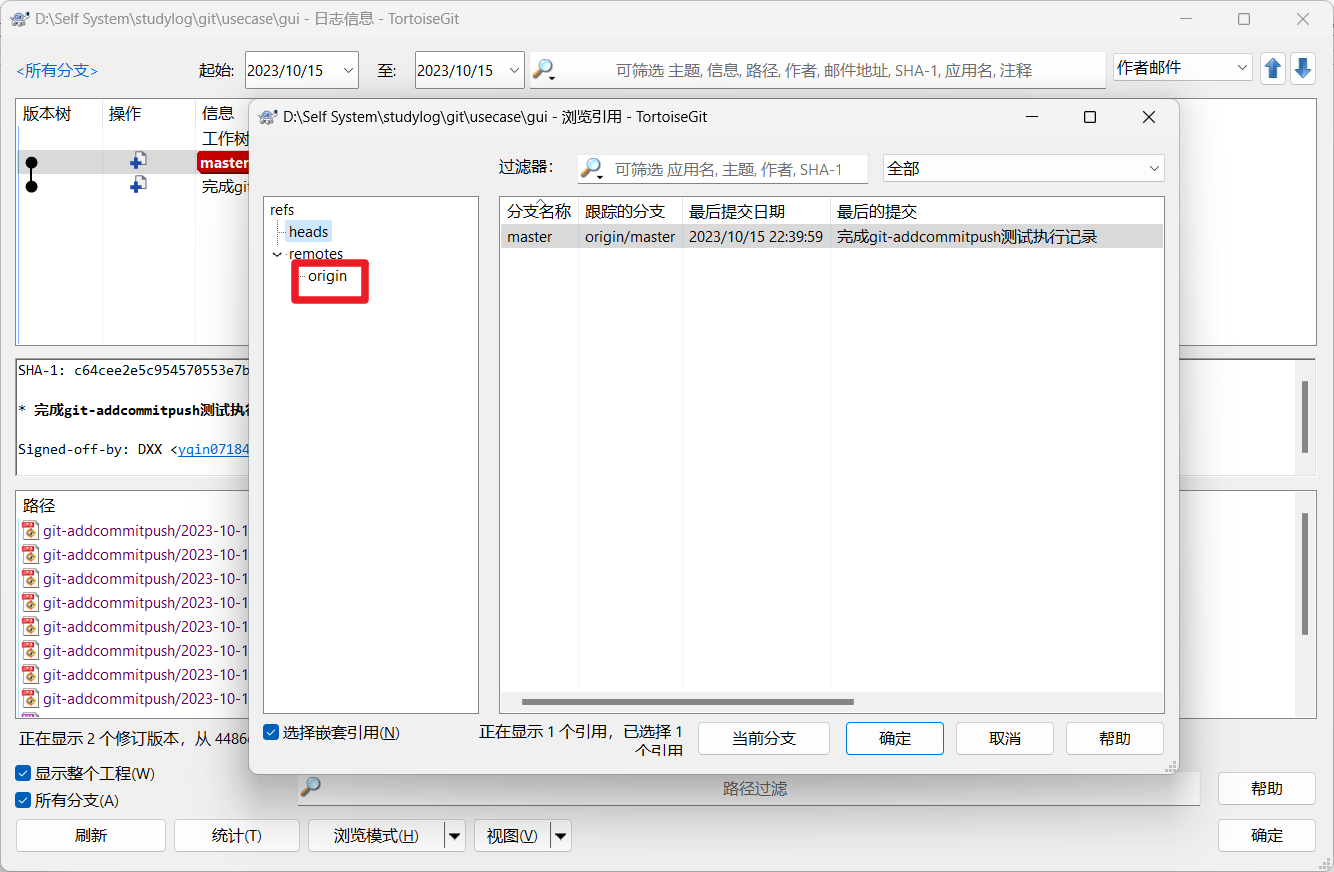 D:\Self System\studylog\git\usecase\gui - 日志信息 - TortoiseGit
<所有分支>
起始: 2023/10/15 至: 2023/10/15 可筛选 主题, 信息, 路径, 作者, 邮件地址, SHA-1, 应用名, 注释 作者邮件
版本树 操作 信息
工作树
master
完成gi
D:\Self System\studylog\git\usecase\gui - 浏览引用 - TortoiseGit
过滤器: 可筛选 应用名, 主题, 作者, SHA-1 全部
refs
heads
remotes
origin
分支名称 跟踪的分支 最后提交日期 最后的提交
master origin/master 2023/10/15 22:39:59 完成git-addcommitpush测试执行记录
选择嵌套引用(N)
正在显示 1 个引用，已选择 1
个引用
当前分支 确定 取消 帮助
SHA-1: c64cee2e5c954570553e7b
* 完成git-addcommitpush测试执行
Signed-off-by: DXX <yqin07184
路径
git-addcommitpush/2023-10-1
git-addcommitpush/2023-10-1
git-addcommitpush/2023-10-1
git-addcommitpush/2023-10-1
git-addcommitpush/2023-10-1
git-addcommitpush/2023-10-1
git-addcommitpush/2023-10-1
git-addcommitpush/2023-10-1
正在显示 2 个修订版本，从 4486
显示整个工程(W)
路径过滤 帮助
所有分支(A)
刷新 统计(T) 浏览模式(H) 视图(V) 确定